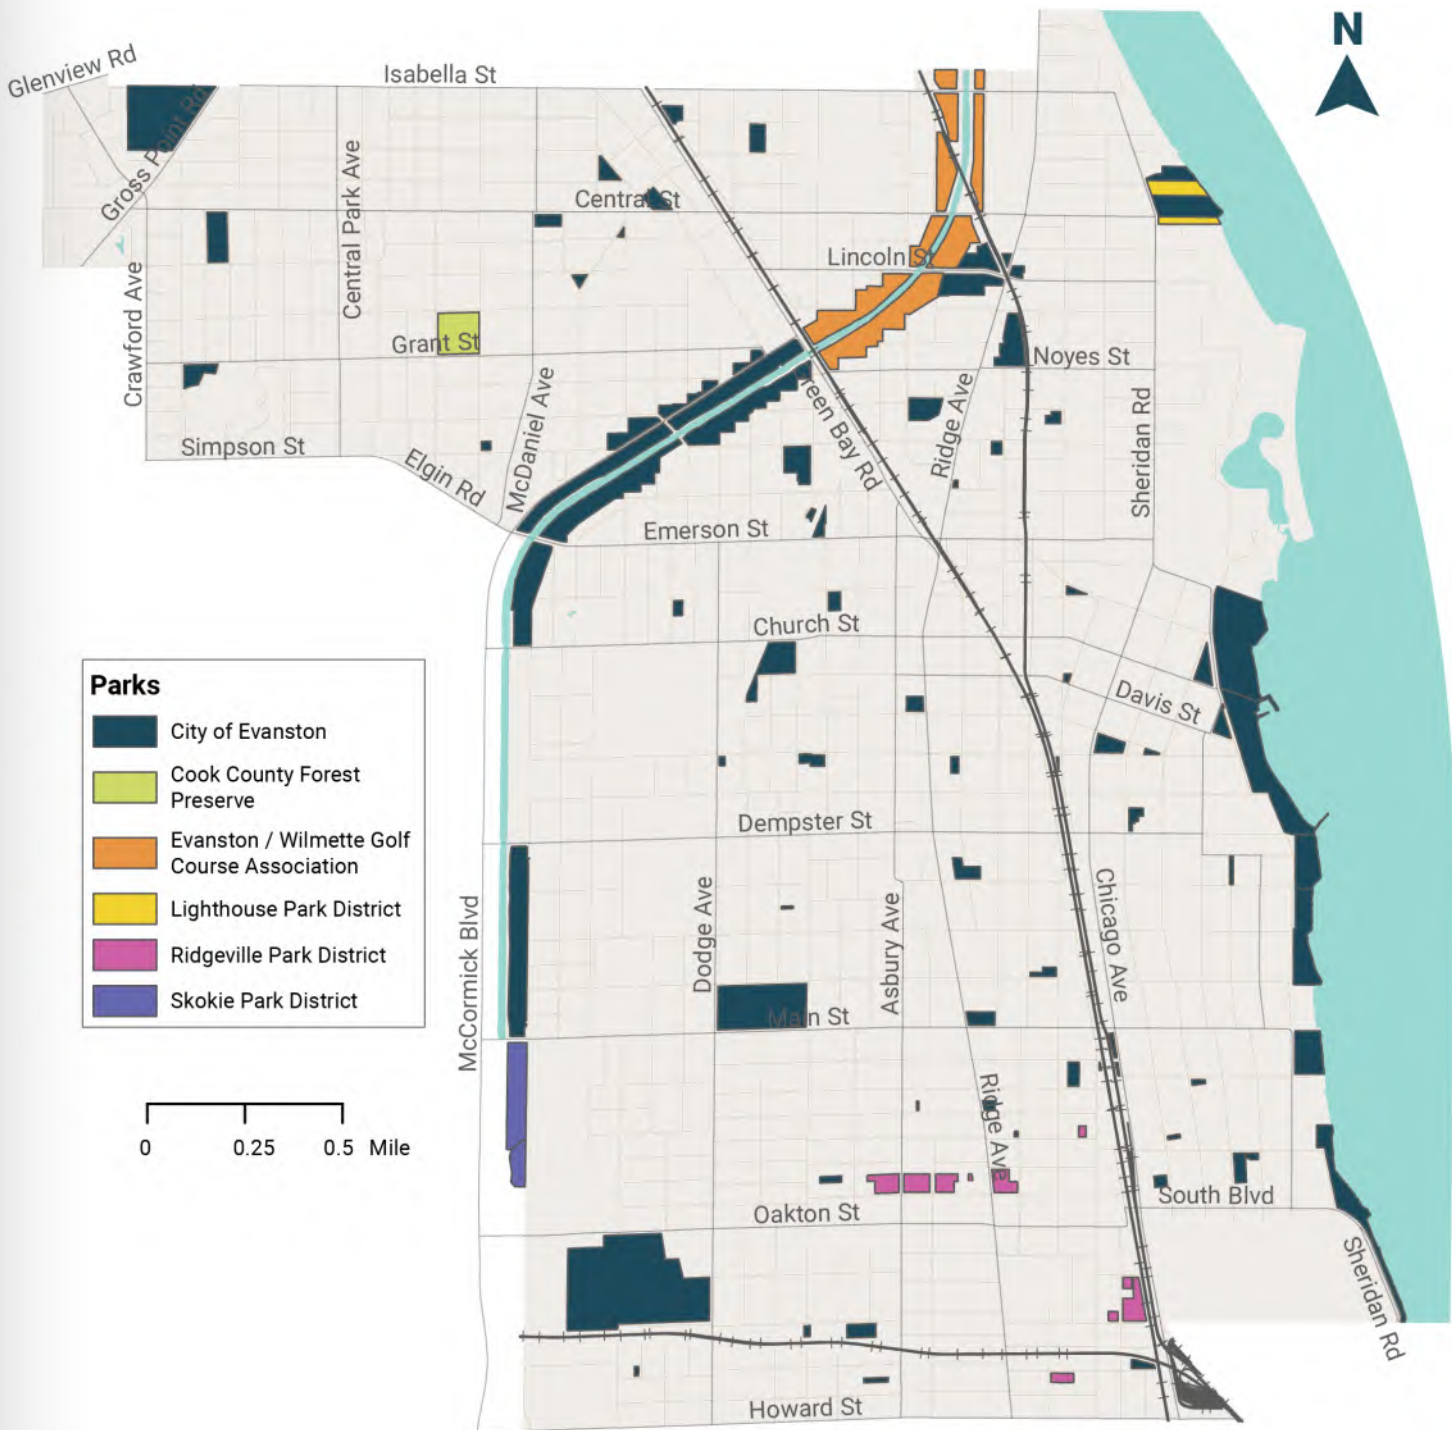 N
Glenview Rd
Isabella St
Gross Point Rd
Central Park Ave
Central St
Lincoln St
Crawford Ave
Grant St
Noyes St
McDaniel Ave
Green Bay Rd
Ridge Ave
Sheridan Rd
Simpson St
Elgin Rd
Emerson St
Church St
Davis St
Parks
City of Evanston
Cook County Forest
Preserve
Evanston / Wilmette Golf
Course Association
Lighthouse Park District
Ridgeville Park District
Skokie Park District
Dempster St
McCormick Blvd
Dodge Ave
Asbury Ave
Chicago Ave
Main St
Ridge Ave
0 0.25 0.5 Mile
South Blvd
Oakton St
Sheridan Rd
Howard St